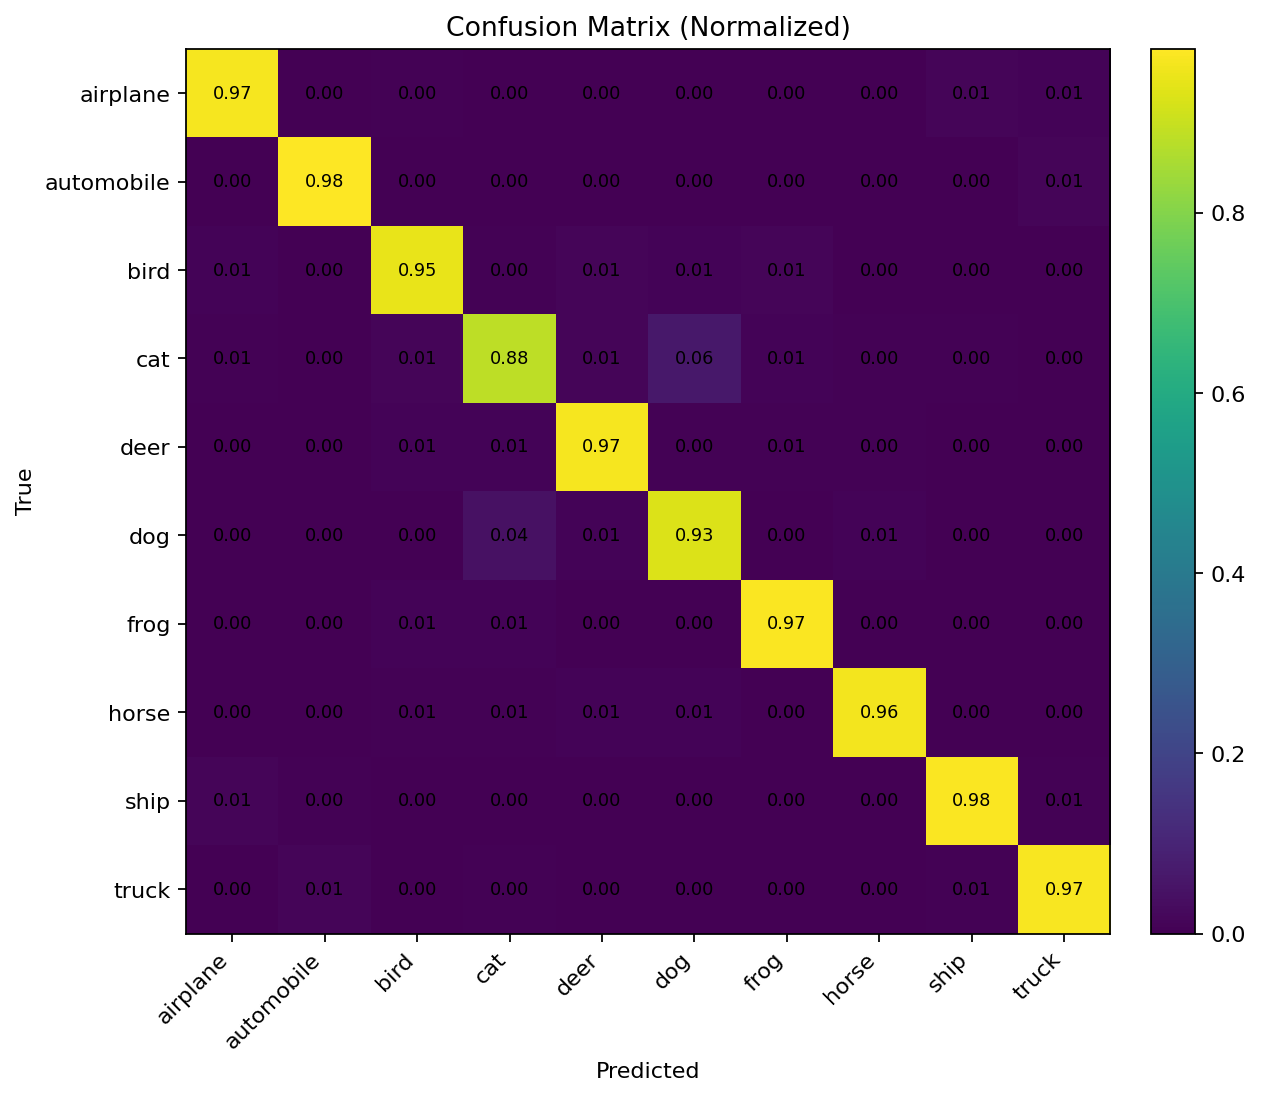 Confusion Matrix (Normalized)
airplane 0.97 0.00 0.00 0.00 0.00 0.00 0.00 0.00 0.01 0.01
automobile 0.00 0.98 0.00 0.00 0.00 0.00 0.00 0.00 0.00 0.01
bird 0.01 0.00 0.95 0.00 0.01 0.01 0.01 0.00 0.00 0.00
cat 0.01 0.00 0.01 0.88 0.01 0.06 0.01 0.00 0.00 0.00
deer 0.00 0.00 0.01 0.01 0.97 0.00 0.01 0.00 0.00 0.00
dog 0.00 0.00 0.00 0.04 0.01 0.93 0.00 0.01 0.00 0.00
frog 0.00 0.00 0.01 0.01 0.00 0.00 0.97 0.00 0.00 0.00
horse 0.00 0.00 0.01 0.01 0.01 0.01 0.00 0.96 0.00 0.00
ship 0.01 0.00 0.00 0.00 0.00 0.00 0.00 0.00 0.98 0.01
truck 0.00 0.01 0.00 0.00 0.00 0.00 0.00 0.00 0.01 0.97
True
airplane automobile bird cat deer dog frog horse ship truck
Predicted
0.8
0.6
0.4
0.2
0.0